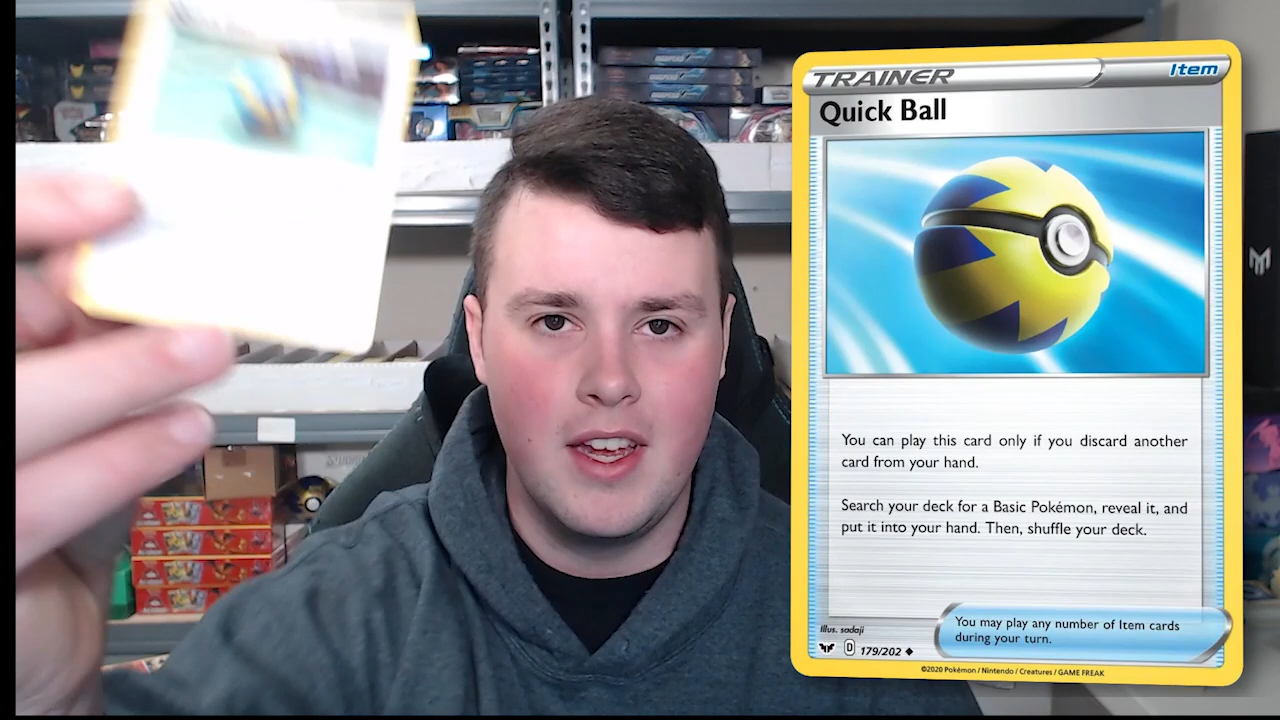 TRAINER
Item
Quick Ball
You can play this card only if you discard another
card from your hand.
Search your deck for a Basic Pokémon, reveal it, and
put it into your hand. Then, shuffle your deck.
You may play any number of Item cards
during your turn.
Illus. sadaji
D 179/202
©2020 Pokémon / Nintendo / Creatures / GAME FREAK